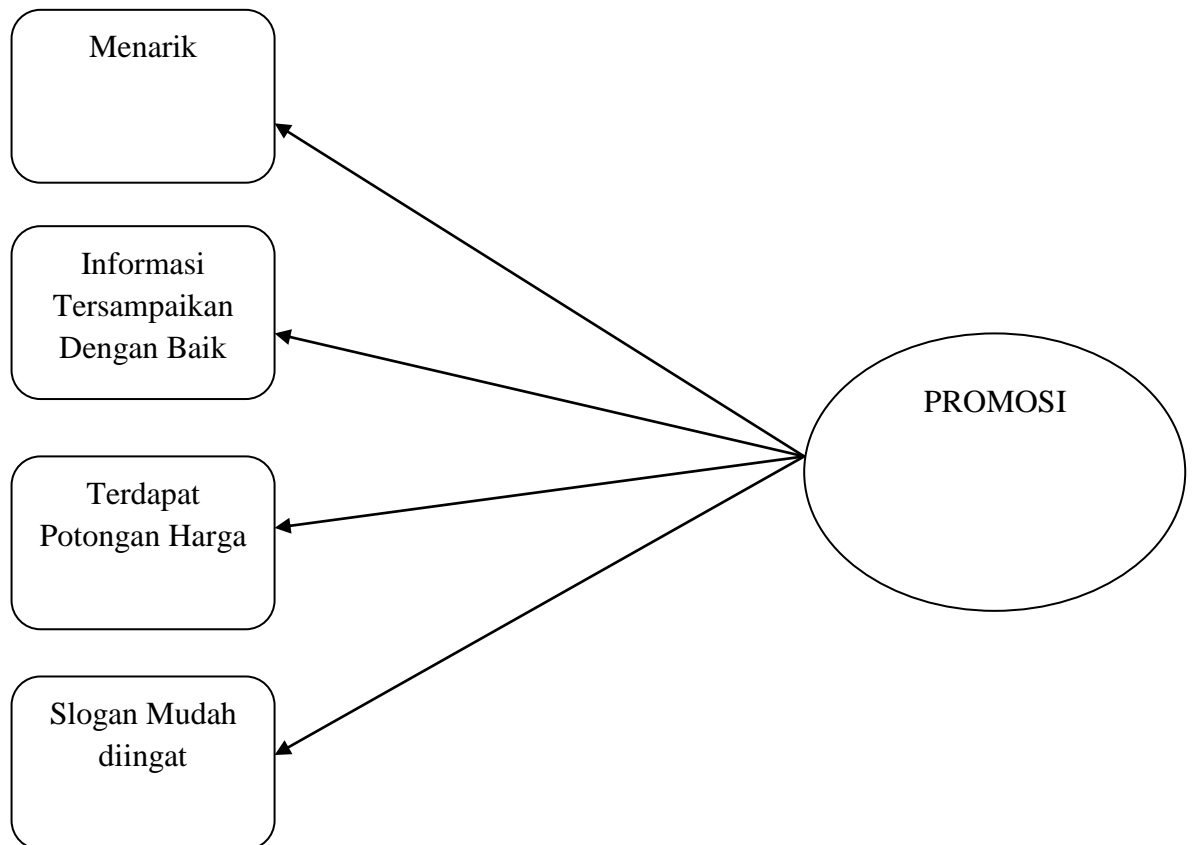 Menarik
Informasi
Tersampaikan
Dengan Baik
PROMOSI
Terdapat
Potongan Harga
Slogan Mudah
diingat